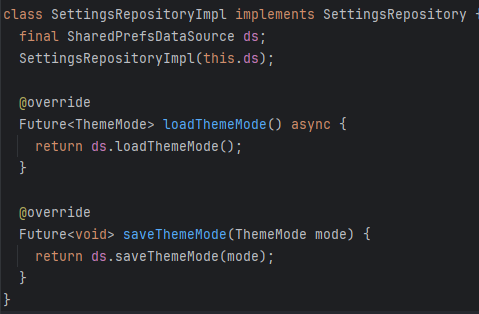 class SettingsRepositoryImpl implements SettingsRepository {
final SharedPrefsDataSource ds;
SettingsRepositoryImpl(this.ds);
@override
Future<ThemeMode> loadThemeMode() async {
return ds.loadThemeMode();
}
@override
Future<void> saveThemeMode(ThemeMode mode) {
return ds.saveThemeMode(mode);
}
}